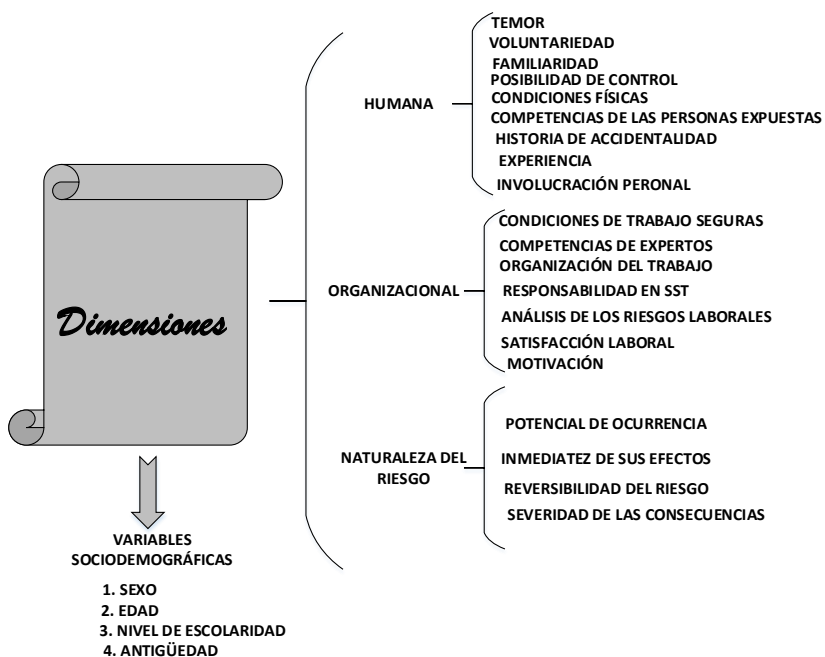 Dimensiones
HUMANA
TEMOR
VOLUNTARIEDAD
FAMILIARIDAD
POSIBILIDAD DE CONTROL
CONDICIONES FÍSICAS
COMPETENCIAS DE LAS PERSONAS EXPUESTAS
HISTORIA DE ACCIDENTALIDAD
EXPERIENCIA
INVOLUCRACIÓN PERONAL
ORGANIZACIONAL
CONDICIONES DE TRABAJO SEGURAS
COMPETENCIAS DE EXPERTOS
ORGANIZACIÓN DEL TRABAJO
RESPONSABILIDAD EN SST
ANÁLISIS DE LOS RIESGOS LABORALES
SATISFACCIÓN LABORAL
MOTIVACIÓN
NATURALEZA DEL
RIESGO
POTENCIAL DE OCURRENCIA
INMEDIATEZ DE SUS EFECTOS
REVERSIBILIDAD DEL RIESGO
SEVERIDAD DE LAS CONSECUENCIAS
VARIABLES
SOCIODEMOGRÁFICAS
1. SEXO
2. EDAD
3. NIVEL DE ESCOLARIDAD
4. ANTIGÜEDAD